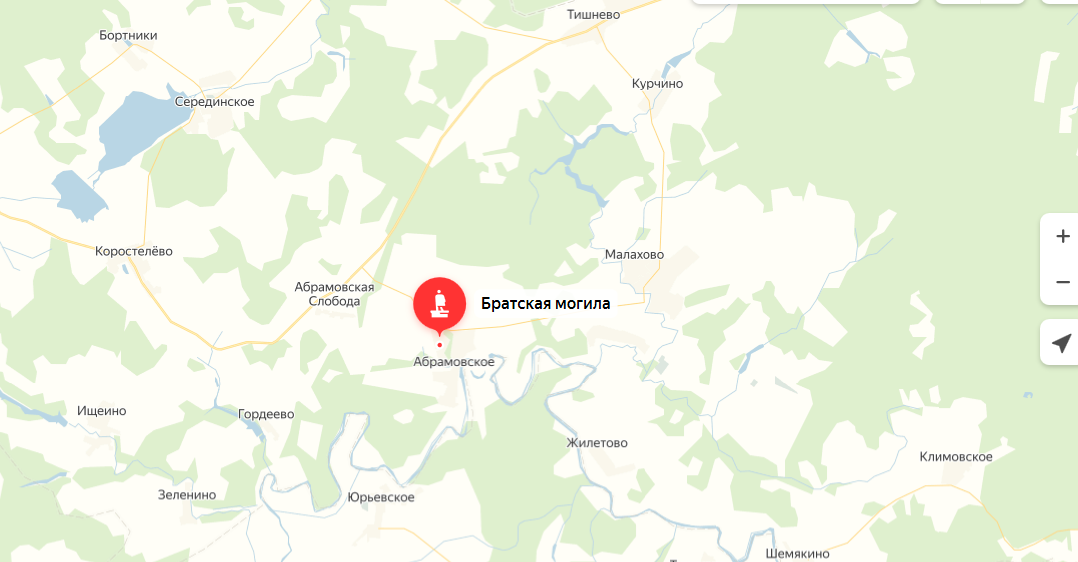 Тишнево
Бортники
Курчино
Серединское
Коростелёво
Малахово
Абрамовская
Слобода
Братская могила
Абрамовское
Ищеино
Гордеево
Жилетово
Климовское
Зеленино
Юрьевское
Шемякино